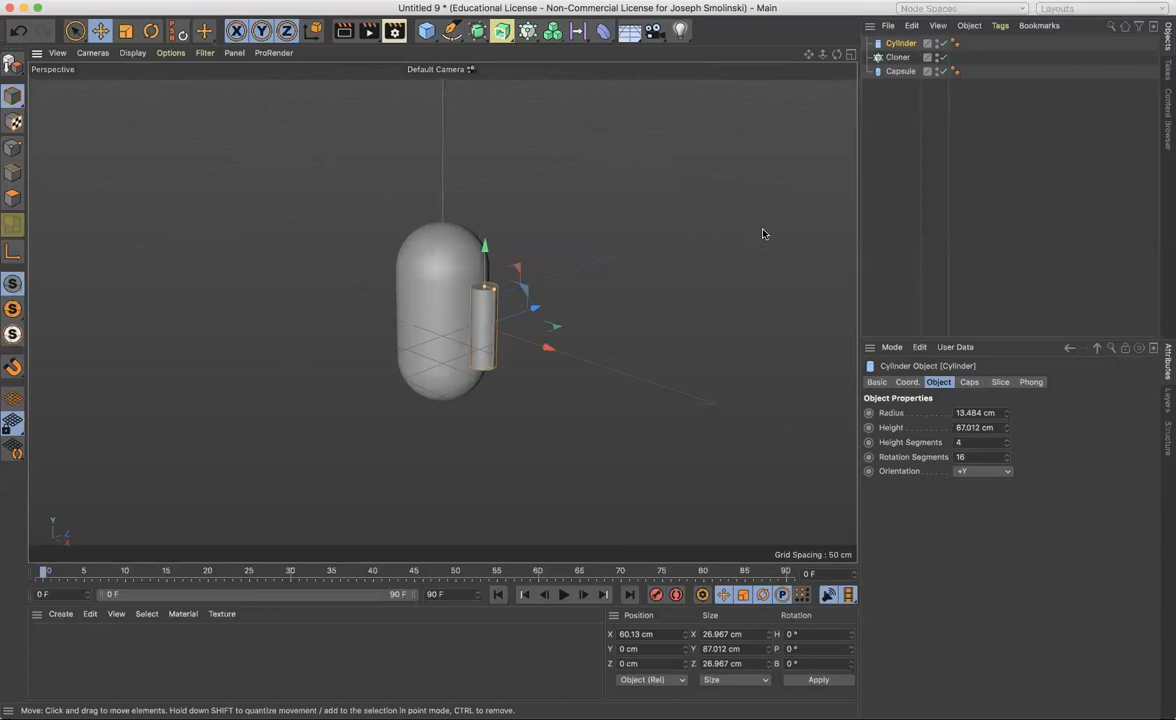 Untitled 9 * (Educational License - Non-Commercial License for Joseph Smolinski) - Main
Node Spaces
Layouts
View Cameras Display Options Filter Panel ProRender
File Edit View Object Tags Bookmarks
Perspective
Default Camera
Cylinder
Cloner
Capsule
Objects
Takes
Content Browser
Mode Edit User Data
Attributes
Layers
Structure
Cylinder Object [Cylinder]
Basic Coord. Object Caps Slice Phong
Object Properties
Radius 13.484 cm
Height 87.012 cm
Height Segments 4
Rotation Segments 16
Orientation +Y
Y
Z
X
Grid Spacing : 50 cm
0 5 10 15 20 25 30 35 40 45 50 55 60 65 70 75 80 85 90
0 F
0 F 0 F 90 F 90 F
Create Edit View Select Material Texture
Position Size Rotation
X 60.13 cm X 26.967 cm H 0 °
Y 0 cm Y 87.012 cm P 0 °
Z 0 cm Z 26.967 cm B 0 °
Object (Rel) Size Apply
Move: Click and drag to move elements. Hold down SHIFT to quantize movement / add to the selection in point mode, CTRL to remove.